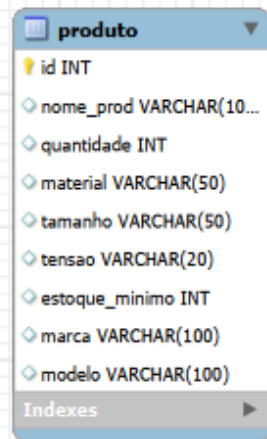 produto
id INT
nome_prod VARCHAR(10...
quantidade INT
material VARCHAR(50)
tamanho VARCHAR(50)
tensao VARCHAR(20)
estoque_minimo INT
marca VARCHAR(100)
modelo VARCHAR(100)
Indexes